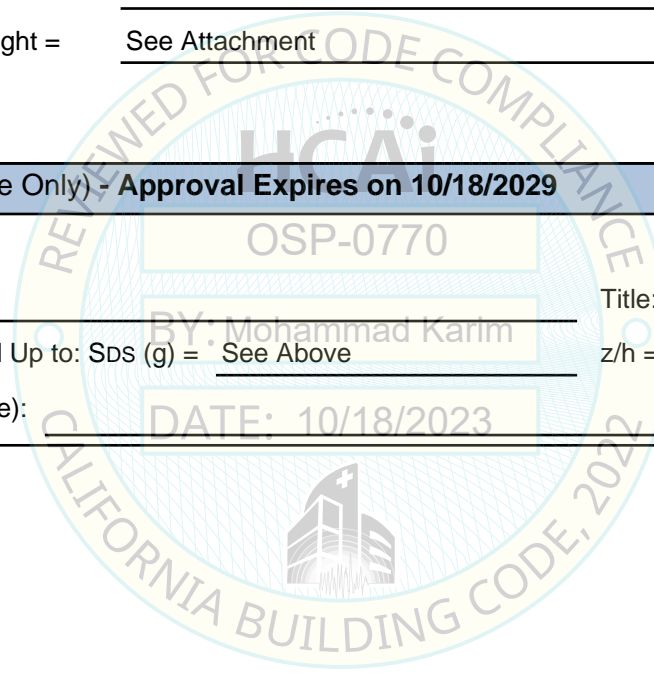 ght = See Attachment
REVIEWED FOR CODE COMPLIANCE
HCAi
e Only) - Approval Expires on 10/18/2029
OSP-0770
Title:
BY: Mohammad Karim
Up to: SDS (g) = See Above z/h =
e):
DATE: 10/18/2023
CALIFORNIA BUILDING CODE, 2022